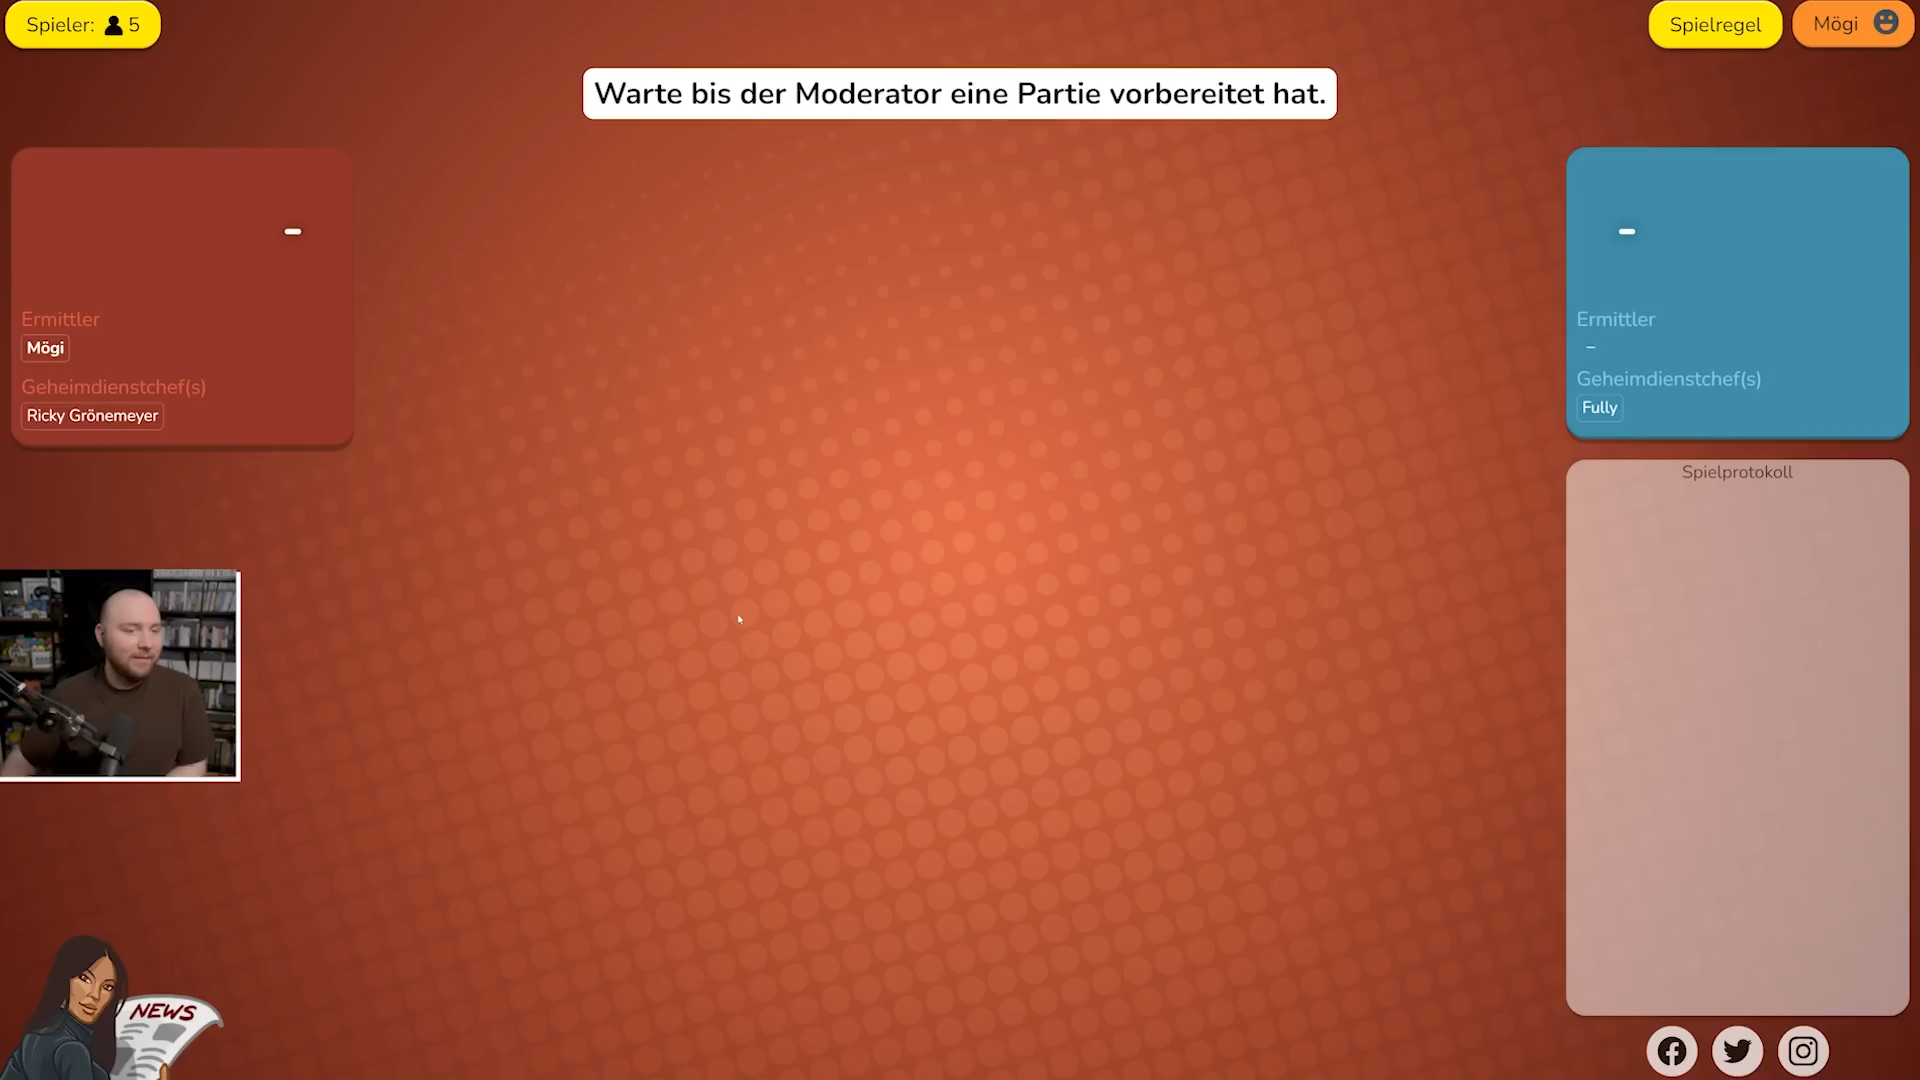 Spieler: 5
Spielregel
Mögi
Warte bis der Moderator eine Partie vorbereitet hat.
-
Ermittler
Mögi
Geheimdienstchef(s)
Ricky Grönemeyer
-
Ermittler
–
Geheimdienstchef(s)
Fully
Spielprotokoll
NEWS